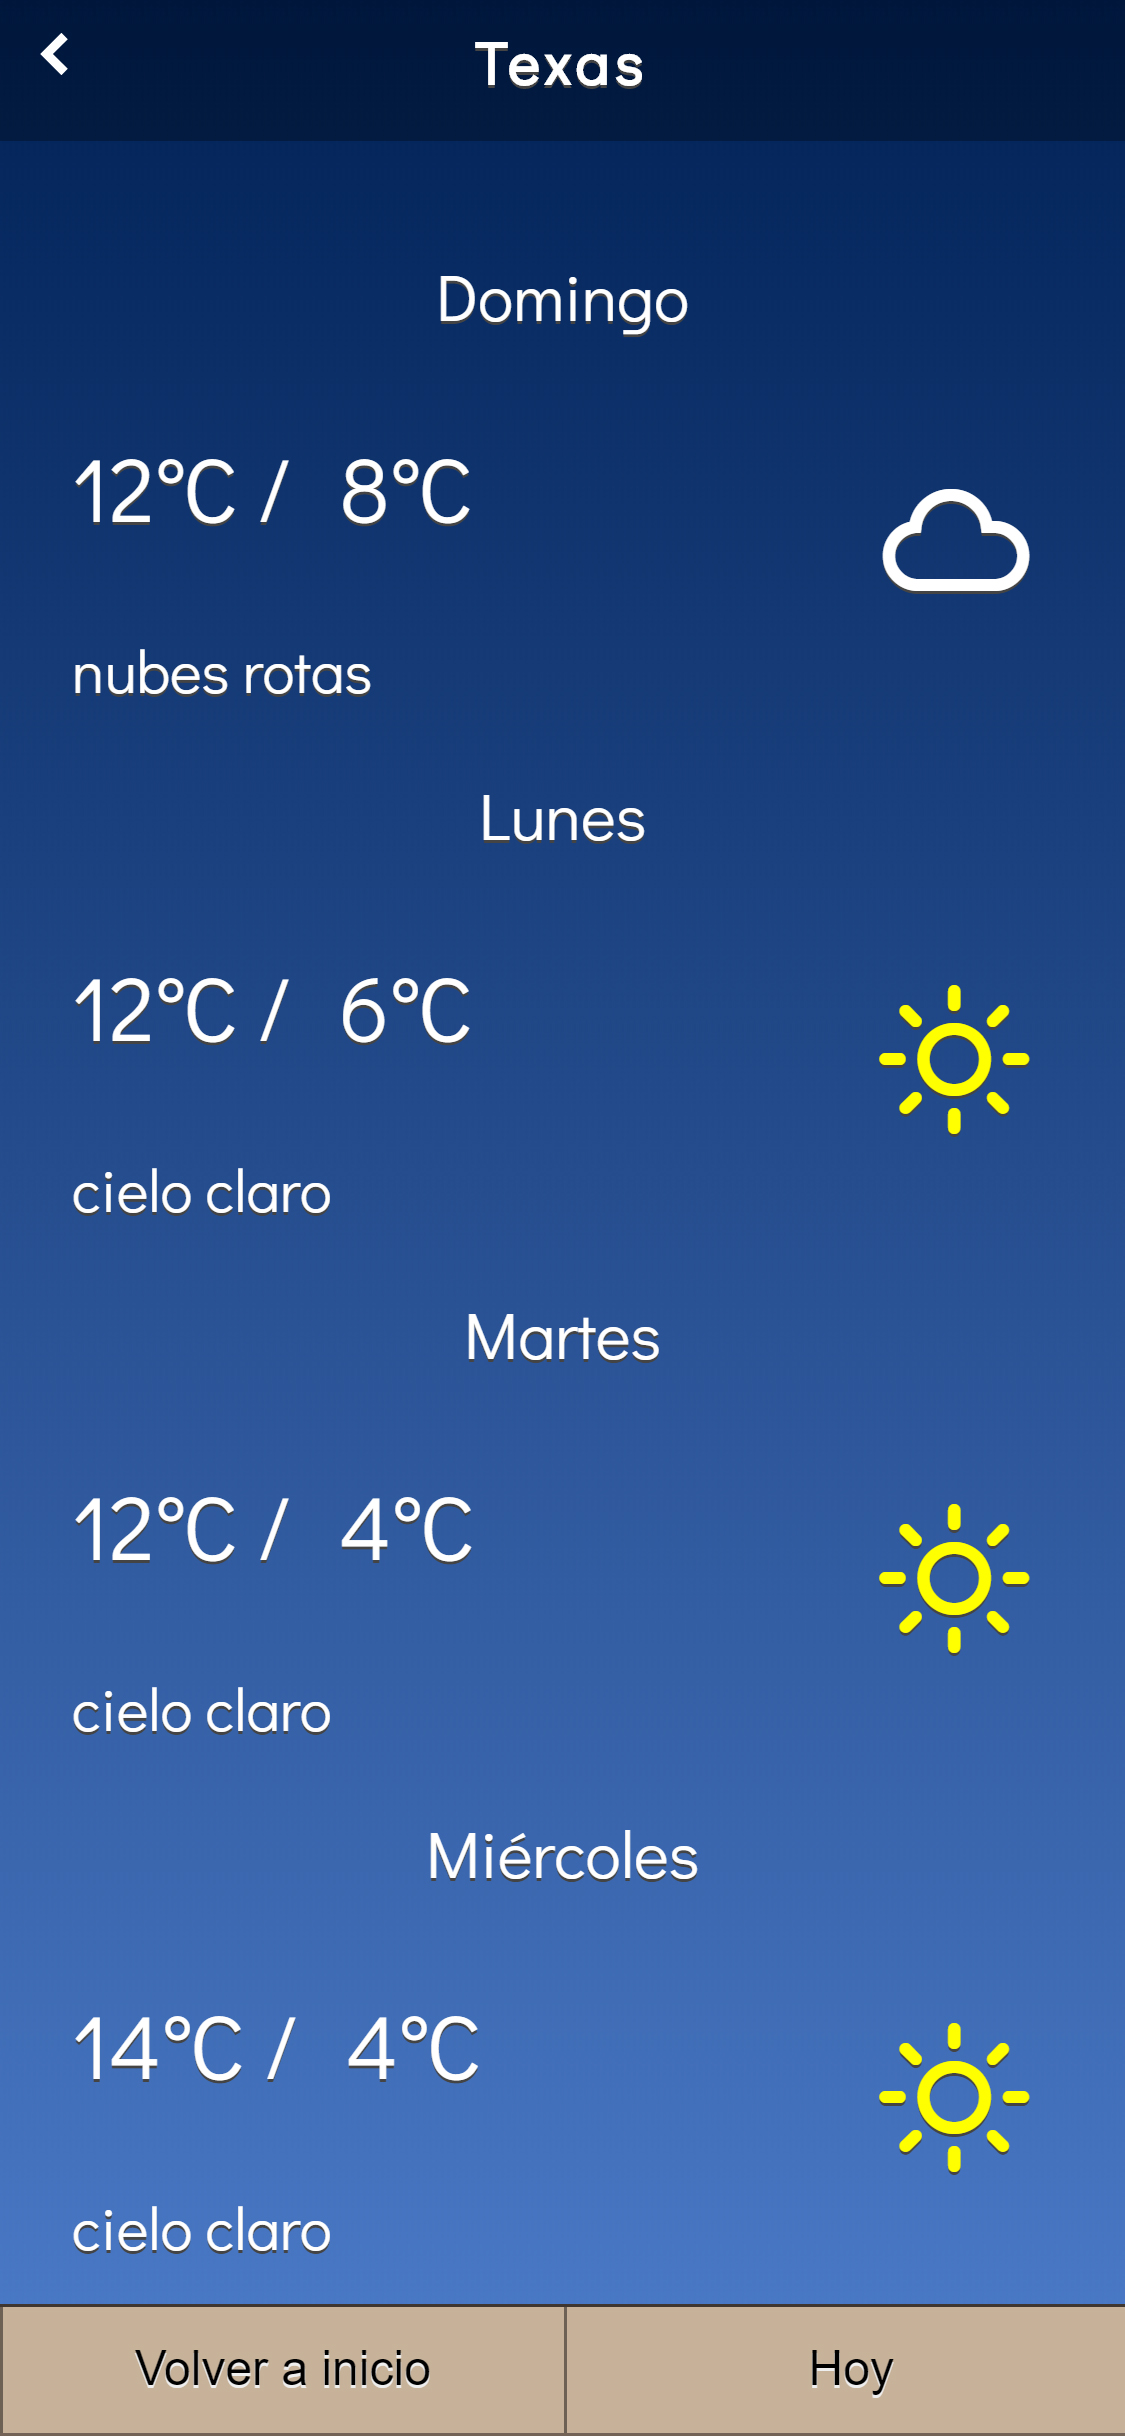 Texas
Domingo
12°C / 8°C
nubes rotas
Lunes
12°C / 6°C
cielo claro
Martes
12°C / 4°C
cielo claro
Miércoles
14°C / 4°C
cielo claro
Volver a inicio
Hoy